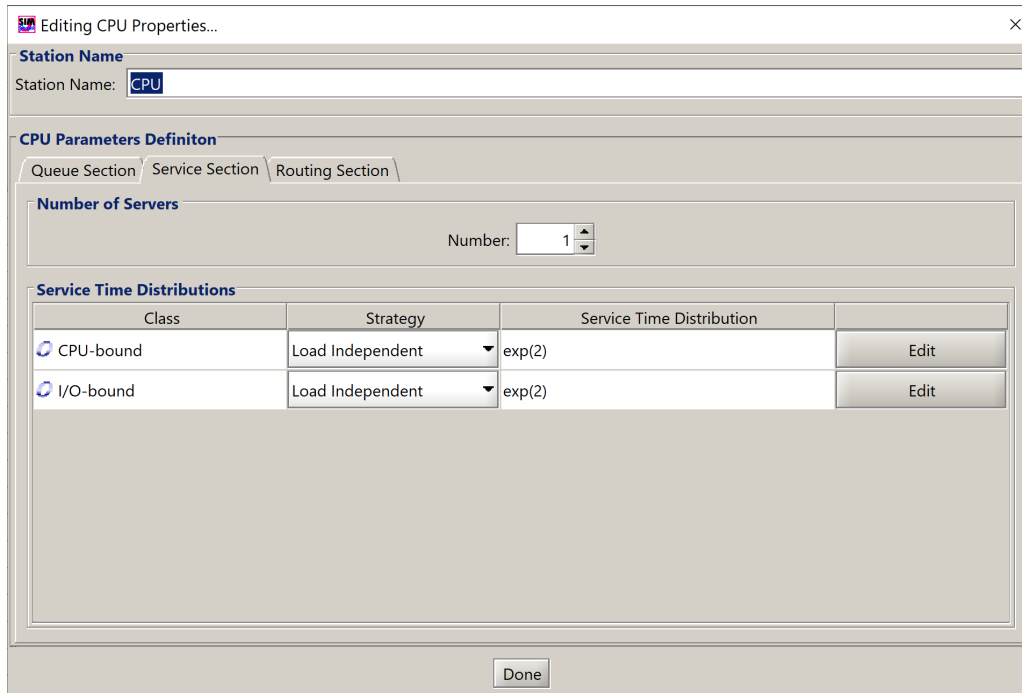 SIM Editing CPU Properties...
Station Name
Station Name: CPU
CPU Parameters Definiton
Queue Section Service Section Routing Section
Number of Servers
Number: 1
Service Time Distributions
Class Strategy Service Time Distribution
CPU-bound Load Independent exp(2) Edit
I/O-bound Load Independent exp(2) Edit
Done